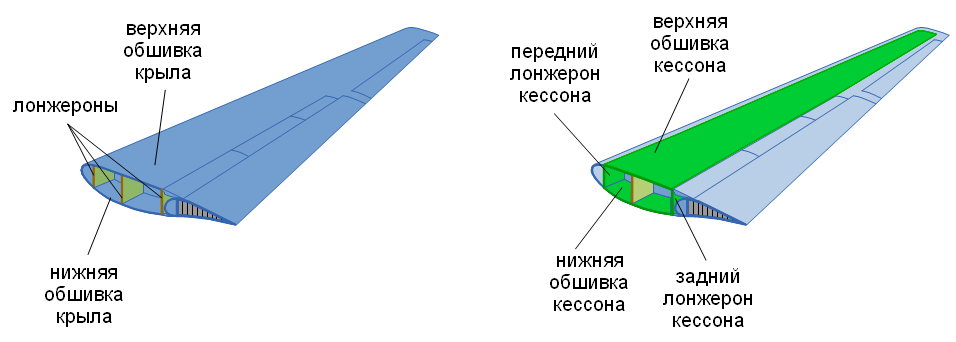 верхняя
обшивка
крыла
лонжероны
нижняя
обшивка
крыла
передний
лонжерон
кессона
верхняя
обшивка
кессона
нижняя
обшивка
кессона
задний
лонжерон
кессона